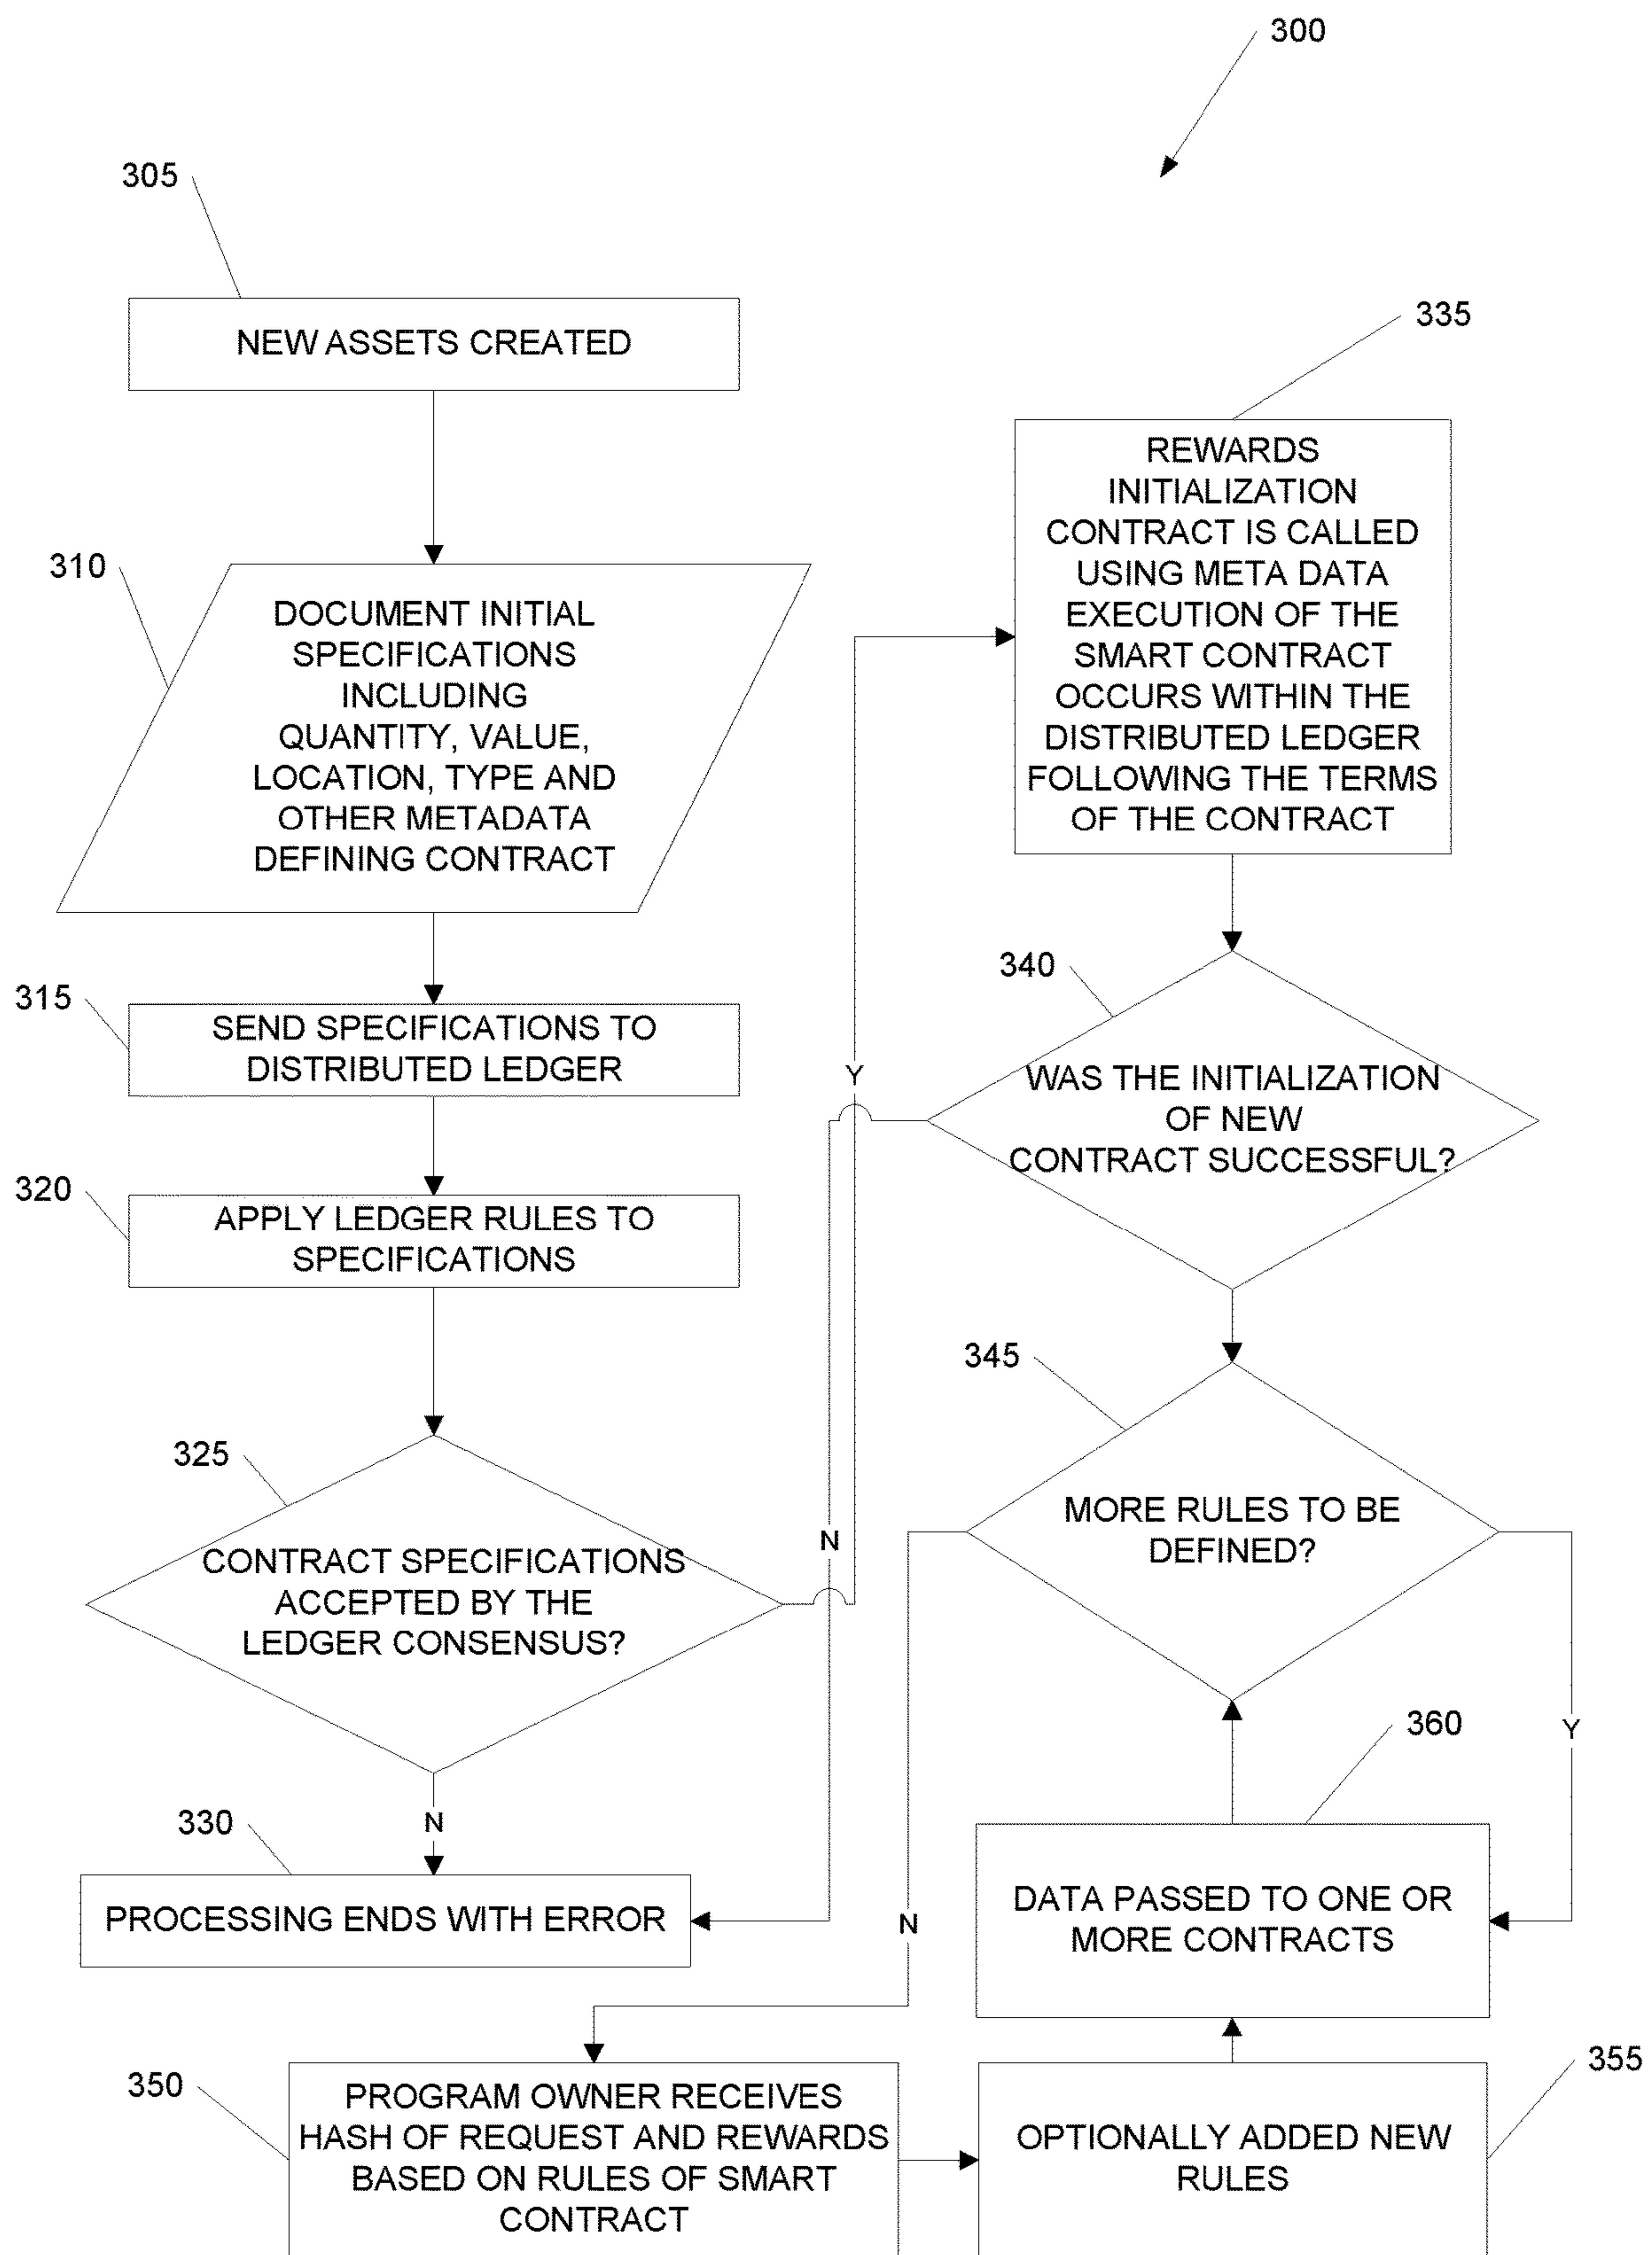 300
305
NEW ASSETS CREATED
310
DOCUMENT INITIAL
SPECIFICATIONS
INCLUDING
QUANTITY, VALUE,
LOCATION, TYPE AND
OTHER METADATA
DEFINING CONTRACT
315
SEND SPECIFICATIONS TO
DISTRIBUTED LEDGER
320
APPLY LEDGER RULES TO
SPECIFICATIONS
325
CONTRACT SPECIFICATIONS
ACCEPTED BY THE
LEDGER CONSENSUS?
Y
N
330
PROCESSING ENDS WITH ERROR
335
REWARDS
INITIALIZATION
CONTRACT IS CALLED
USING META DATA
EXECUTION OF THE
SMART CONTRACT
OCCURS WITHIN THE
DISTRIBUTED LEDGER
FOLLOWING THE TERMS
OF THE CONTRACT
340
WAS THE INITIALIZATION
OF NEW
CONTRACT SUCCESSFUL?
N
345
MORE RULES TO BE
DEFINED?
Y
N
360
DATA PASSED TO ONE OR
MORE CONTRACTS
350
PROGRAM OWNER RECEIVES
HASH OF REQUEST AND REWARDS
BASED ON RULES OF SMART
CONTRACT
355
OPTIONALLY ADDED NEW
RULES